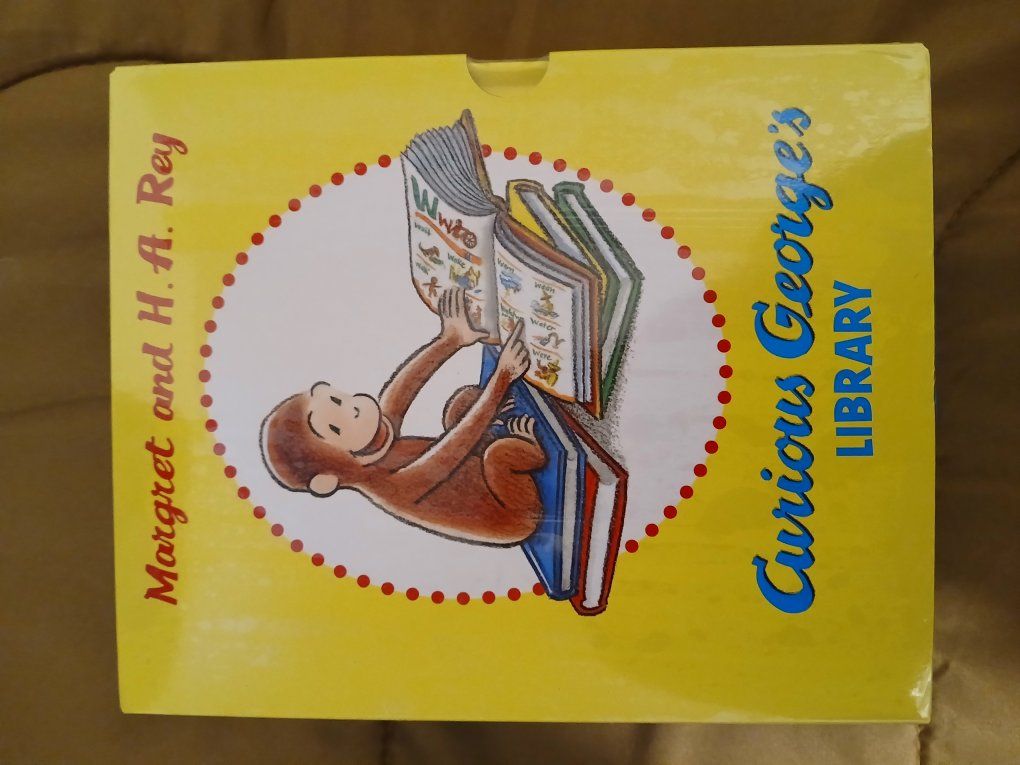 Margret and H. A. Rey
W w
Curious George's
LIBRARY